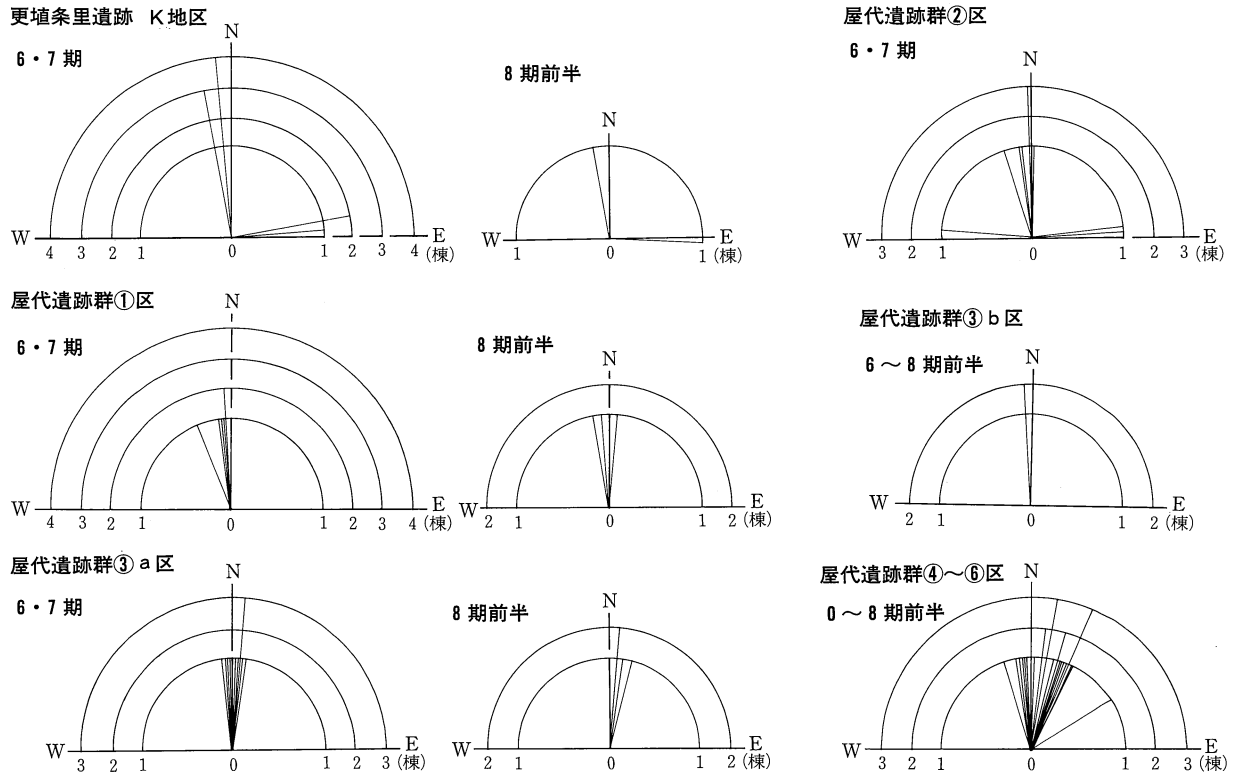 更埴条里遺跡 K地区
6・7期
N
W
4 3 2 1 0 1 2 3 4
E
(棟)
8期前半
N
W
1 0 1
E
(棟)
屋代遺跡群②区
6・7期
N
W
3 2 1 0 1 2 3
E
(棟)
屋代遺跡群①区
6・7期
N
W
4 3 2 1 0 1 2 3 4
E
(棟)
8期前半
N
W
2 1 0 1 2
E
(棟)
屋代遺跡群③b区
6〜8期前半
N
W
2 1 0 1 2
E
(棟)
屋代遺跡群③a区
6・7期
N
W
3 2 1 0 1 2 3
E
(棟)
8期前半
N
W
2 1 0 1 2
E
(棟)
屋代遺跡群④〜⑥区
0〜8期前半
N
W
3 2 1 0 1 2 3
E
(棟)